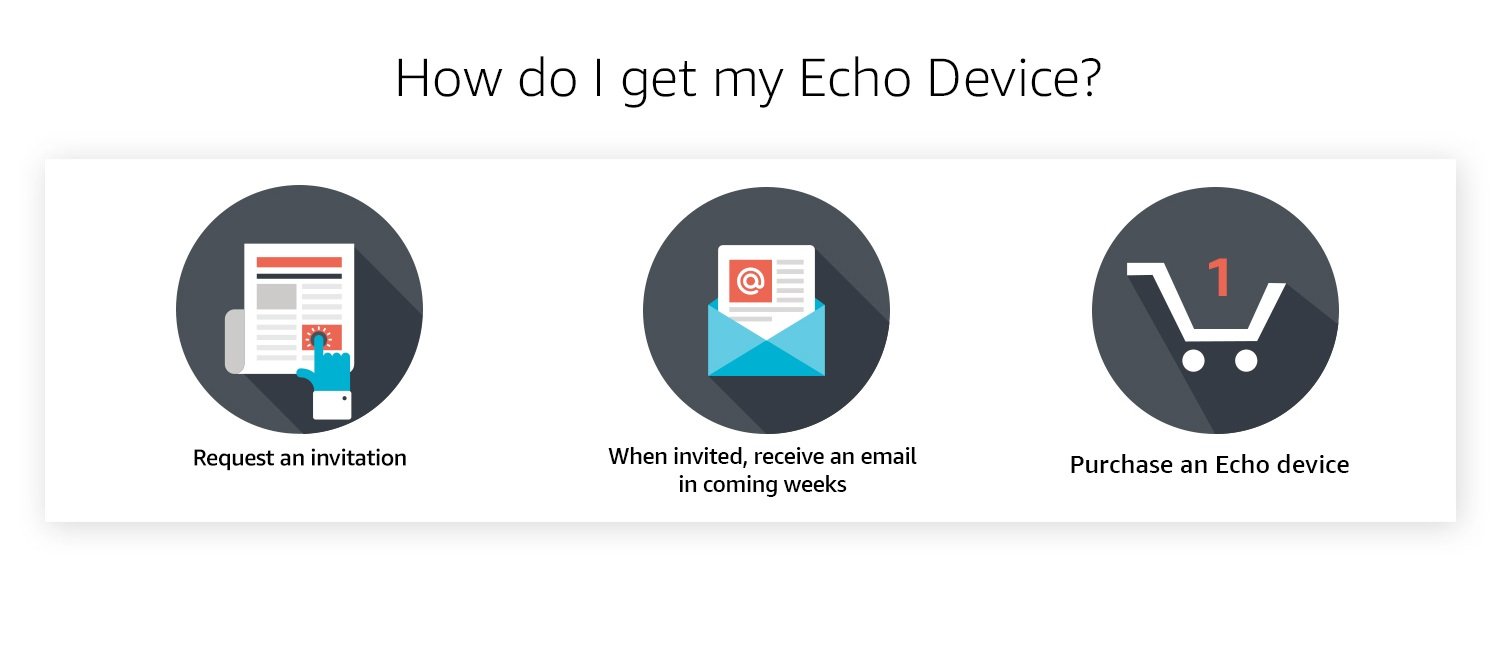 How do I get my Echo Device?
@
1
Request an invitation
When invited, receive an email
in coming weeks
Purchase an Echo device